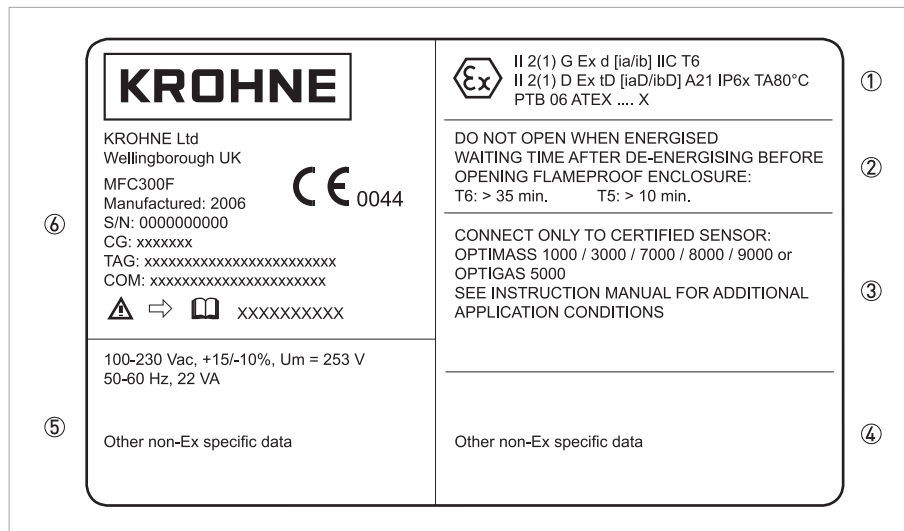 KROHNE
KROHNE Ltd
Wellingborough UK
MFC300F
Manufactured: 2006
S/N: 0000000000
CG: xxxxxxx
TAG: xxxxxxxxxxxxxxxxxxxxxxxx
COM: xxxxxxxxxxxxxxxxxxxxxx
CE 0044
xxxxxxxxxx
⑥
100-230 Vac, +15/-10%, Um = 253 V
50-60 Hz, 22 VA
Other non-Ex specific data
⑤
Ex
II 2(1) G Ex d [ia/ib] IIC T6
II 2(1) D Ex tD [iaD/ibD] A21 IP6x TA80°C
PTB 06 ATEX .... X
①
DO NOT OPEN WHEN ENERGISED
WAITING TIME AFTER DE-ENERGISING BEFORE
OPENING FLAMEPROOF ENCLOSURE:
T6: > 35 min. T5: > 10 min.
②
CONNECT ONLY TO CERTIFIED SENSOR:
OPTIMASS 1000 / 3000 / 7000 / 8000 / 9000 or
OPTIGAS 5000
SEE INSTRUCTION MANUAL FOR ADDITIONAL
APPLICATION CONDITIONS
③
Other non-Ex specific data
④